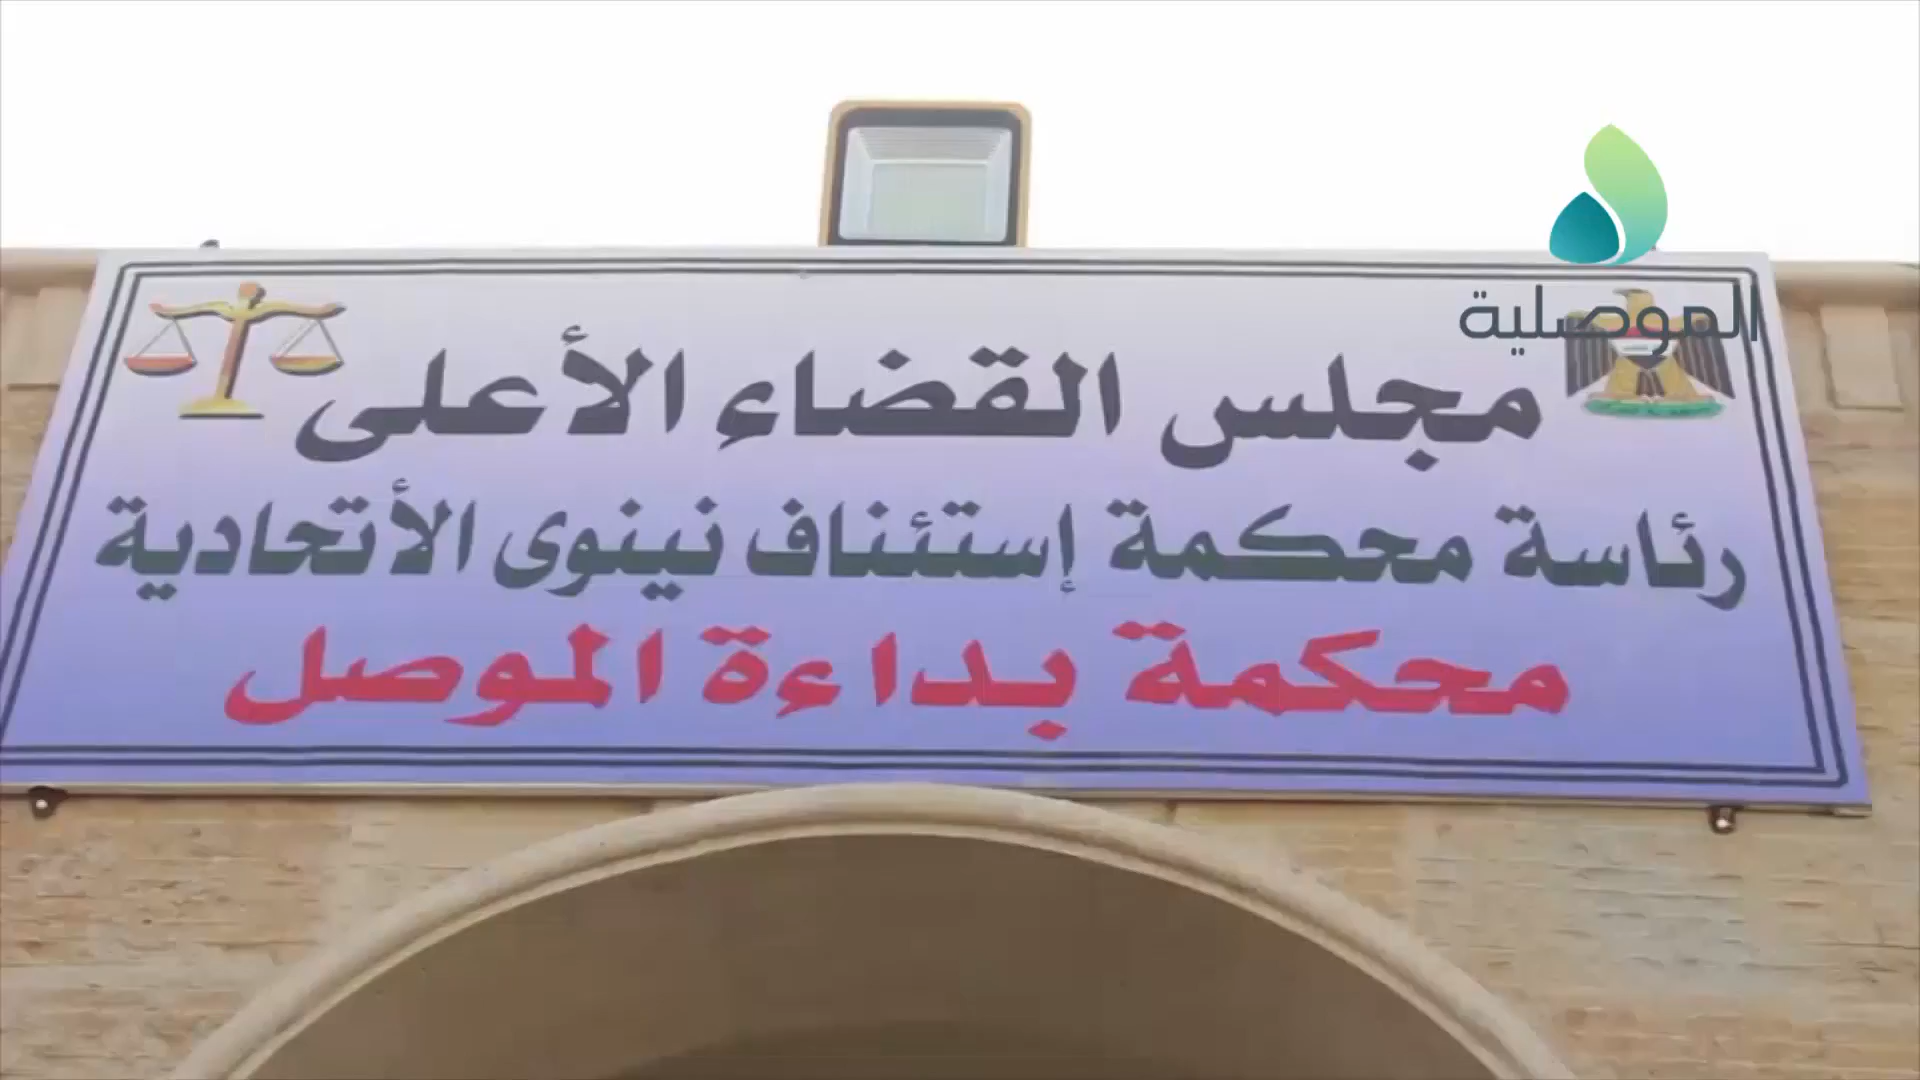 الموصلية
مجلس القضاء الأعلى
رئاسة محكمة إستئناف نينوى الأتحادية
محكمة بداءة الموصل